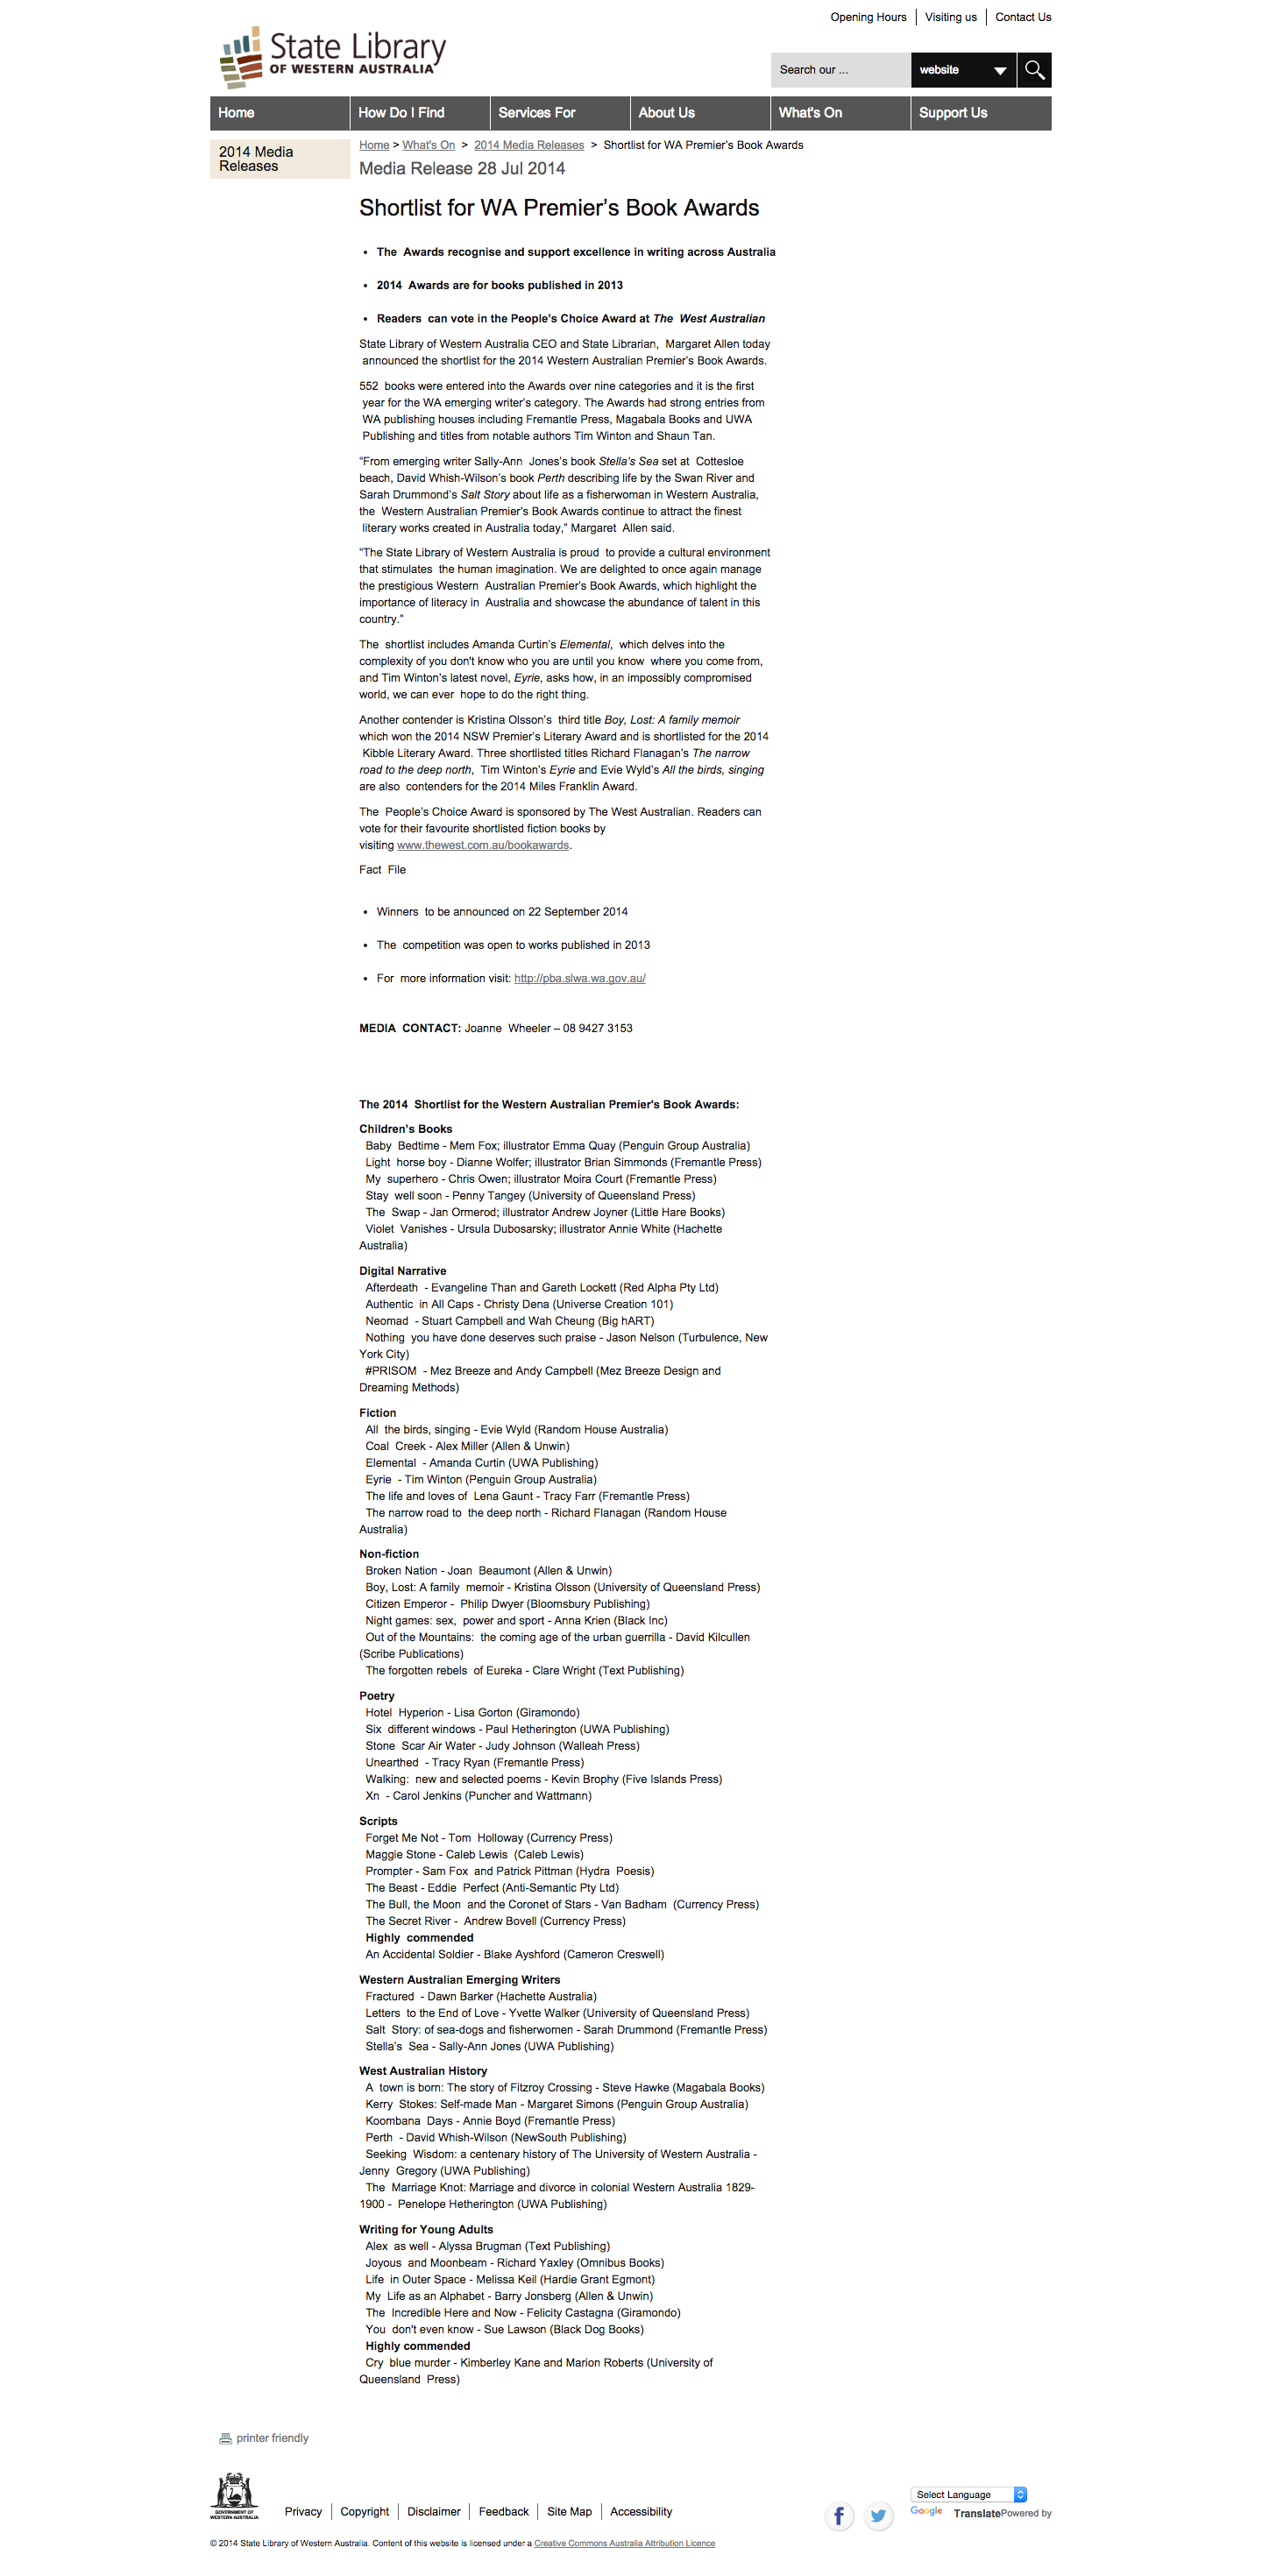 Opening Hours | Visiting us | Contact Us
State Library
OF WESTERN AUSTRALIA
Search our ... website
Home How Do I Find Services For About Us What's On Support Us
2014 Media
Releases
Home > What's On > 2014 Media Releases > Shortlist for WA Premier's Book Awards
Media Release 28 Jul 2014
Shortlist for WA Premier's Book Awards
• The Awards recognise and support excellence in writing across Australia
• 2014 Awards are for books published in 2013
• Readers can vote in the People's Choice Award at The West Australian
State Library of Western Australia CEO and State Librarian, Margaret Allen today
announced the shortlist for the 2014 Western Australian Premier's Book Awards.
552 books were entered into the Awards over nine categories and it is the first
year for the WA emerging writer's category. The Awards had strong entries from
WA publishing houses including Fremantle Press, Magabala Books and UWA
Publishing and titles from notable authors Tim Winton and Shaun Tan.
"From emerging writer Sally-Ann Jones's book Stella's Sea set at Cottesloe
beach, David Whish-Wilson's book Perth describing life by the Swan River and
Sarah Drummond's Salt Story about life as a fisherwoman in Western Australia,
the Western Australian Premier's Book Awards continue to attract the finest
literary works created in Australia today," Margaret Allen said.
"The State Library of Western Australia is proud to provide a cultural environment
that stimulates the human imagination. We are delighted to once again manage
the prestigious Western Australian Premier's Book Awards, which highlight the
importance of literacy in Australia and showcase the abundance of talent in this
country."
The shortlist includes Amanda Curtin's Elemental, which delves into the
complexity of you don't know who you are until you know where you come from,
and Tim Winton's latest novel, Eyrie, asks how, in an impossibly compromised
world, we can ever hope to do the right thing.
Another contender is Kristina Olsson's third title Boy, Lost: A family memoir
which won the 2014 NSW Premier's Literary Award and is shortlisted for the 2014
Kibble Literary Award. Three shortlisted titles Richard Flanagan's The narrow
road to the deep north, Tim Winton's Eyrie and Evie Wyld's All the birds, singing
are also contenders for the 2014 Miles Franklin Award.
The People's Choice Award is sponsored by The West Australian. Readers can
vote for their favourite shortlisted fiction books by
visiting www.thewest.com.au/bookawards.
Fact File
• Winners to be announced on 22 September 2014
• The competition was open to works published in 2013
• For more information visit: http://pba.slwa.wa.gov.au/
MEDIA CONTACT: Joanne Wheeler – 08 9427 3153
The 2014 Shortlist for the Western Australian Premier's Book Awards:
Children's Books
Baby Bedtime - Mem Fox; illustrator Emma Quay (Penguin Group Australia)
Light horse boy - Dianne Wolfer; illustrator Brian Simmonds (Fremantle Press)
My superhero - Chris Owen; illustrator Moira Court (Fremantle Press)
Stay well soon - Penny Tangey (University of Queensland Press)
The Swap - Jan Ormerod; illustrator Andrew Joyner (Little Hare Books)
Violet Vanishes - Ursula Dubosarsky; illustrator Annie White (Hachette
Australia)
Digital Narrative
Afterdeath - Evangeline Than and Gareth Lockett (Red Alpha Pty Ltd)
Authentic in All Caps - Christy Dena (Universe Creation 101)
Neomad - Stuart Campbell and Wah Cheung (Big hART)
Nothing you have done deserves such praise - Jason Nelson (Turbulence, New
York City)
#PRISOM - Mez Breeze and Andy Campbell (Mez Breeze Design and
Dreaming Methods)
Fiction
All the birds, singing - Evie Wyld (Random House Australia)
Coal Creek - Alex Miller (Allen & Unwin)
Elemental - Amanda Curtin (UWA Publishing)
Eyrie - Tim Winton (Penguin Group Australia)
The life and loves of Lena Gaunt - Tracy Farr (Fremantle Press)
The narrow road to the deep north - Richard Flanagan (Random House
Australia)
Non-fiction
Broken Nation - Joan Beaumont (Allen & Unwin)
Boy, Lost: A family memoir - Kristina Olsson (University of Queensland Press)
Citizen Emperor - Philip Dwyer (Bloomsbury Publishing)
Night games: sex, power and sport - Anna Krien (Black Inc)
Out of the Mountains: the coming age of the urban guerrilla - David Kilcullen
(Scribe Publications)
The forgotten rebels of Eureka - Clare Wright (Text Publishing)
Poetry
Hotel Hyperion - Lisa Gorton (Giramondo)
Six different windows - Paul Hetherington (UWA Publishing)
Stone Scar Air Water - Judy Johnson (Walleah Press)
Unearthed - Tracy Ryan (Fremantle Press)
Walking: new and selected poems - Kevin Brophy (Five Islands Press)
Xn - Carol Jenkins (Puncher and Wattmann)
Scripts
Forget Me Not - Tom Holloway (Currency Press)
Maggie Stone - Caleb Lewis (Caleb Lewis)
Prompter - Sam Fox and Patrick Pittman (Hydra Poesis)
The Beast - Eddie Perfect (Anti-Semantic Pty Ltd)
The Bull, the Moon and the Coronet of Stars - Van Badham (Currency Press)
The Secret River - Andrew Bovell (Currency Press)
Highly commended
An Accidental Soldier - Blake Ayshford (Cameron Creswell)
Western Australian Emerging Writers
Fractured - Dawn Barker (Hachette Australia)
Letters to the End of Love - Yvette Walker (University of Queensland Press)
Salt Story: of sea-dogs and fisherwomen - Sarah Drummond (Fremantle Press)
Stella's Sea - Sally-Ann Jones (UWA Publishing)
West Australian History
A town is born: The story of Fitzroy Crossing - Steve Hawke (Magabala Books)
Kerry Stokes: Self-made Man - Margaret Simons (Penguin Group Australia)
Koombana Days - Annie Boyd (Fremantle Press)
Perth - David Whish-Wilson (NewSouth Publishing)
Seeking Wisdom: a centenary history of The University of Western Australia -
Jenny Gregory (UWA Publishing)
The Marriage Knot: Marriage and divorce in colonial Western Australia 1829-
1900 - Penelope Hetherington (UWA Publishing)
Writing for Young Adults
Alex as well - Alyssa Brugman (Text Publishing)
Joyous and Moonbeam - Richard Yaxley (Omnibus Books)
Life in Outer Space - Melissa Keil (Hardie Grant Egmont)
My Life as an Alphabet - Barry Jonsberg (Allen & Unwin)
The Incredible Here and Now - Felicity Castagna (Giramondo)
You don't even know - Sue Lawson (Black Dog Books)
Highly commended
Cry blue murder - Kimberley Kane and Marion Roberts (University of
Queensland Press)
printer friendly
GOVERNMENT OF
WESTERN AUSTRALIA
Privacy | Copyright | Disclaimer | Feedback | Site Map | Accessibility
Select Language
Google TranslatePowered by
© 2014 State Library of Western Australia. Content of this website is licensed under a Creative Commons Australia Attribution Licence